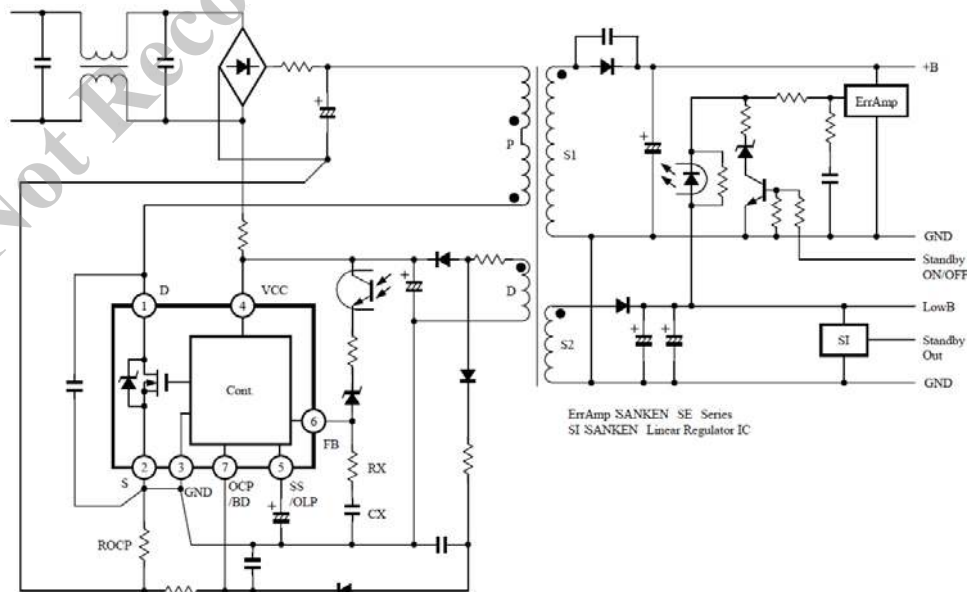 Not Reco
+
+B
ErrAmp
P
S1
+
GND
Standby
ON/OFF
D
+
D
VCC
1
4
LowB
S2
+
+
SI
Standby
Out
GND
Cont.
6
FB
ErrAmp SANKEN SE Series
SI SANKEN Linear Regulator IC
2
3
7
5
S
GND
OCP
/BD
SS
/OLP
RX
+
CX
ROCP